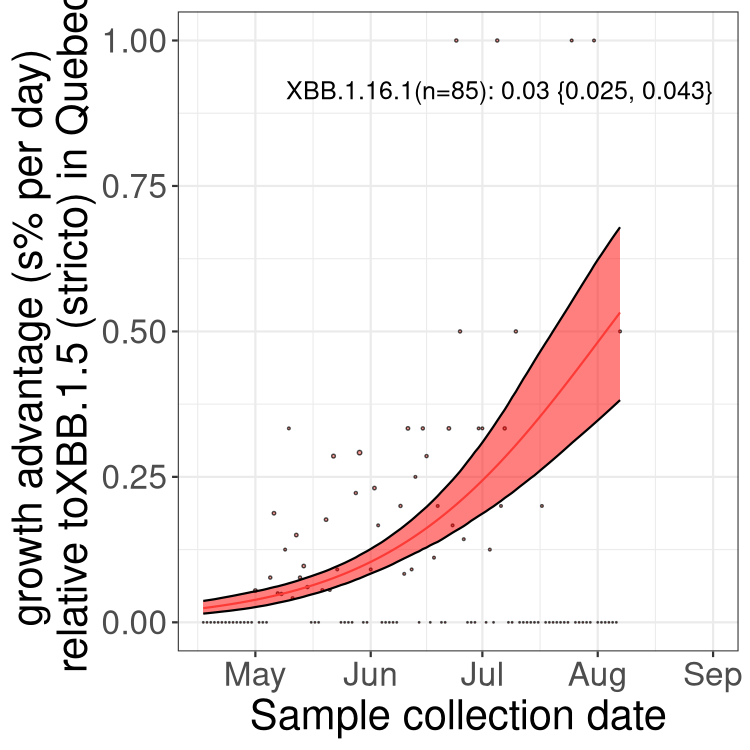 growth advantage (s% per day)
relative toXBB.1.5 (stricto) in Quebec
1.00
XBB.1.16.1(n=85): 0.03 {0.025, 0.043}
0.75
0.50
0.25
0.00
May Jun Jul Aug Sep
Sample collection date